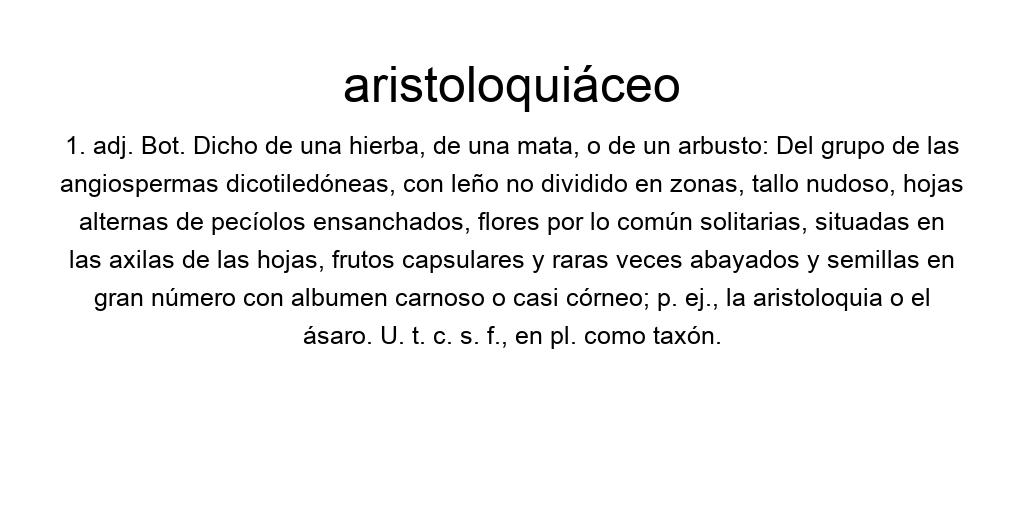 aristoloquiáceo
1. adj. Bot. Dicho de una hierba, de una mata, o de un arbusto: Del grupo de las
angiospermas dicotiledóneas, con leño no dividido en zonas, tallo nudoso, hojas
alternas de pecíolos ensanchados, flores por lo común solitarias, situadas en
las axilas de las hojas, frutos capsulares y raras veces abayados y semillas en
gran número con albumen carnoso o casi córneo; p. ej., la aristoloquia o el
ásaro. U. t. c. s. f., en pl. como taxón.